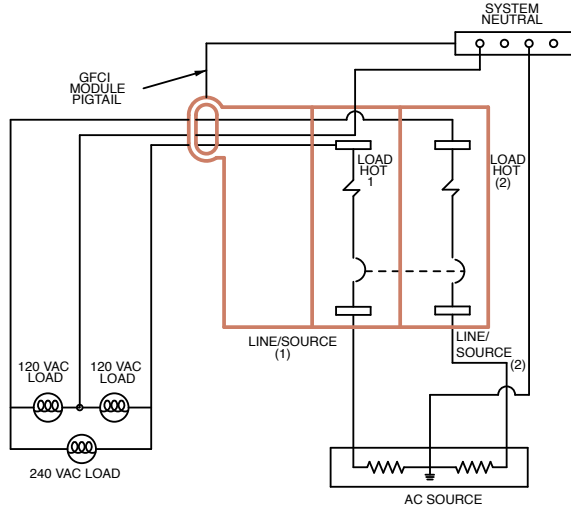 SYSTEM
NEUTRAL
GFCI
MODULE
PIGTAIL
LOAD
HOT
1
LOAD
HOT
(2)
LINE/SOURCE
(1)
LINE/
SOURCE
(2)
120 VAC
LOAD
120 VAC
LOAD
240 VAC LOAD
AC SOURCE